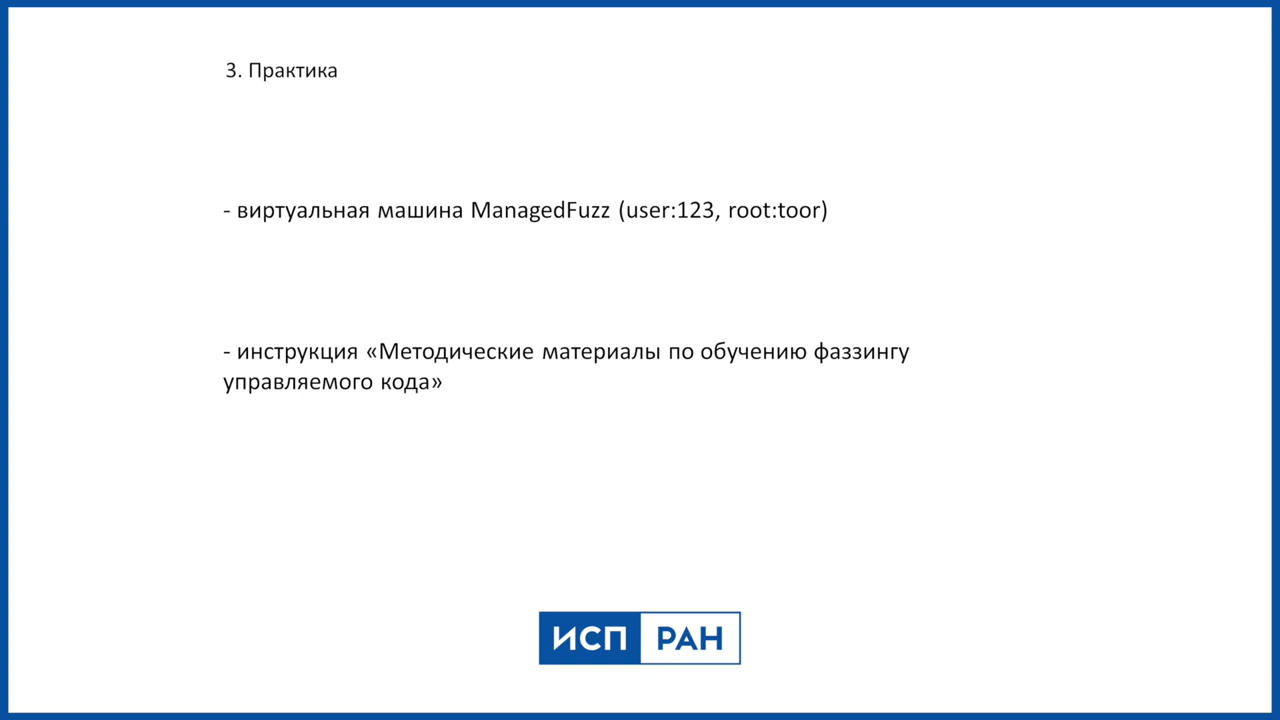 3. Практика
- виртуальная машина ManagedFuzz (user:123, root:toor)
- инструкция «Методические материалы по обучению фаззингу
управляемого кода»
ИСП РАН